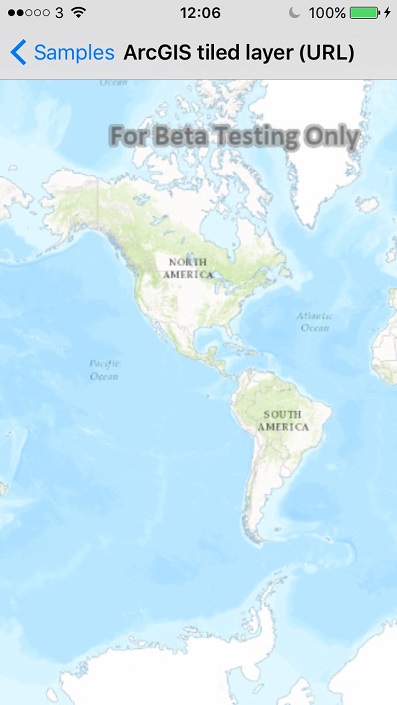 3 12:06 100%
Samples ArcGIS tiled layer (URL)
Ocean
For Beta Testing Only
NORTH
AMERICA
Atlantic
Ocean
Pacific
Ocean
SOUTH
AMERICA